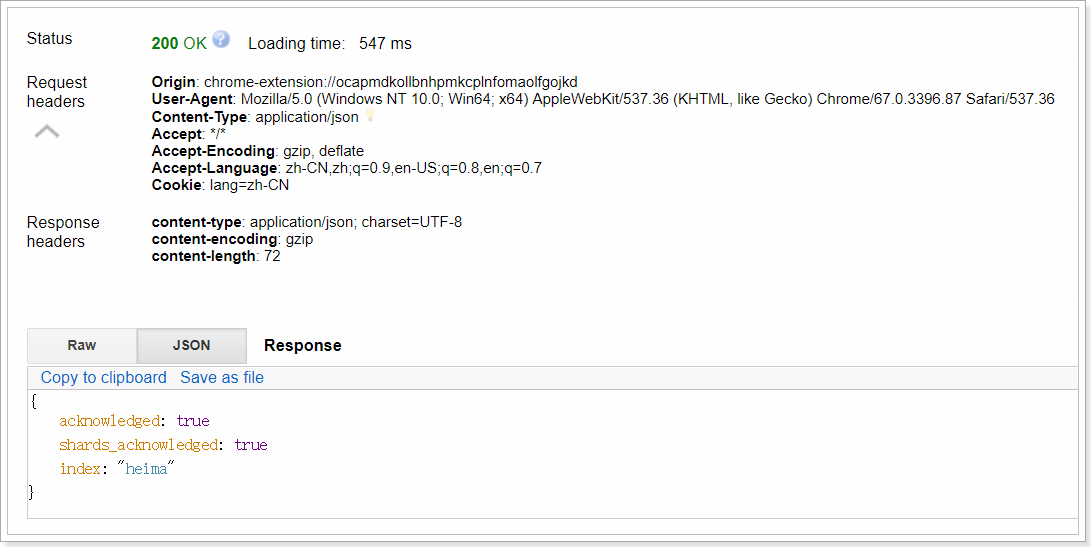 Status
200 OK Loading time: 547 ms
Request headers
Origin: chrome-extension://ocapmdkollbnhpmkcplnfomaolfgojkd
User-Agent: Mozilla/5.0 (Windows NT 10.0; Win64; x64) AppleWebKit/537.36 (KHTML, like Gecko) Chrome/67.0.3396.87 Safari/537.36
Content-Type: application/json
Accept: */*
Accept-Encoding: gzip, deflate
Accept-Language: zh-CN,zh;q=0.9,en-US;q=0.8,en;q=0.7
Cookie: lang=zh-CN
Response headers
content-type: application/json; charset=UTF-8
content-encoding: gzip
content-length: 72
Raw JSON Response
Copy to clipboard Save as file
{
acknowledged: true
shards_acknowledged: true
index: "heima"
}